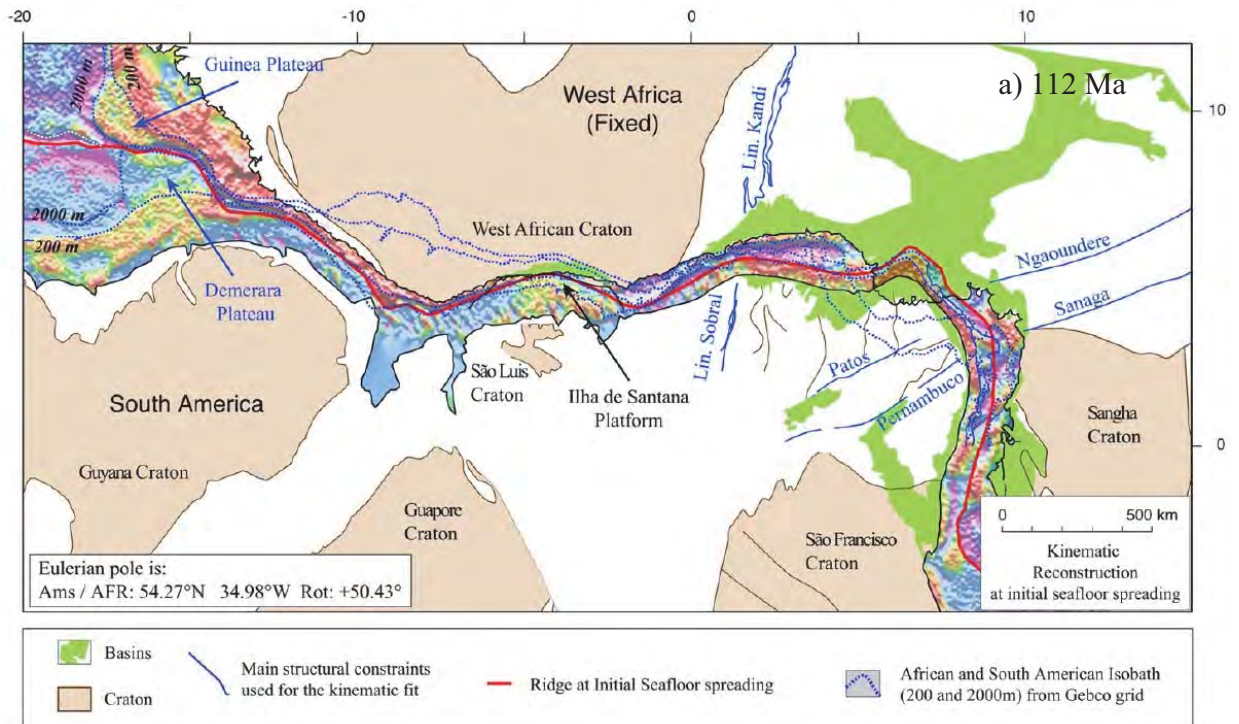 -20
-10
0
10
Guinea Plateau
2000 m
200 m
West Africa
(Fixed)
Lin. Kandi
a) 112 Ma
10
2000 m
200 m
West African Craton
Ngaoundere
Demerara
Plateau
Sanaga
Lin. Sobral
São Luis
Craton
Patos
Pernambuco
Ilha de Santana
Platform
South America
Sangha
Craton
0
Guyana Craton
Guapore
Craton
São Francisco
Craton
0 500 km
Kinematic
Reconstruction
at initial seafloor spreading
Eulerian pole is:
Ams / AFR: 54.27°N 34.98°W Rot: +50.43°
Basins
Craton
Main structural constraints
used for the kinematic fit
Ridge at Initial Seafloor spreading
African and South American Isobath
(200 and 2000m) from Gebco grid